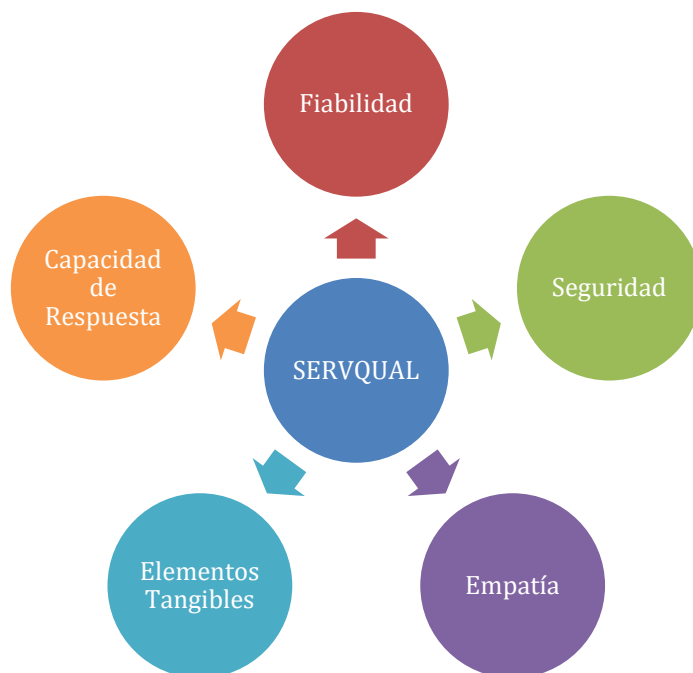 Fiabilidad
Capacidad
de
Respuesta
Seguridad
SERVQUAL
Elementos
Tangibles
Empatía